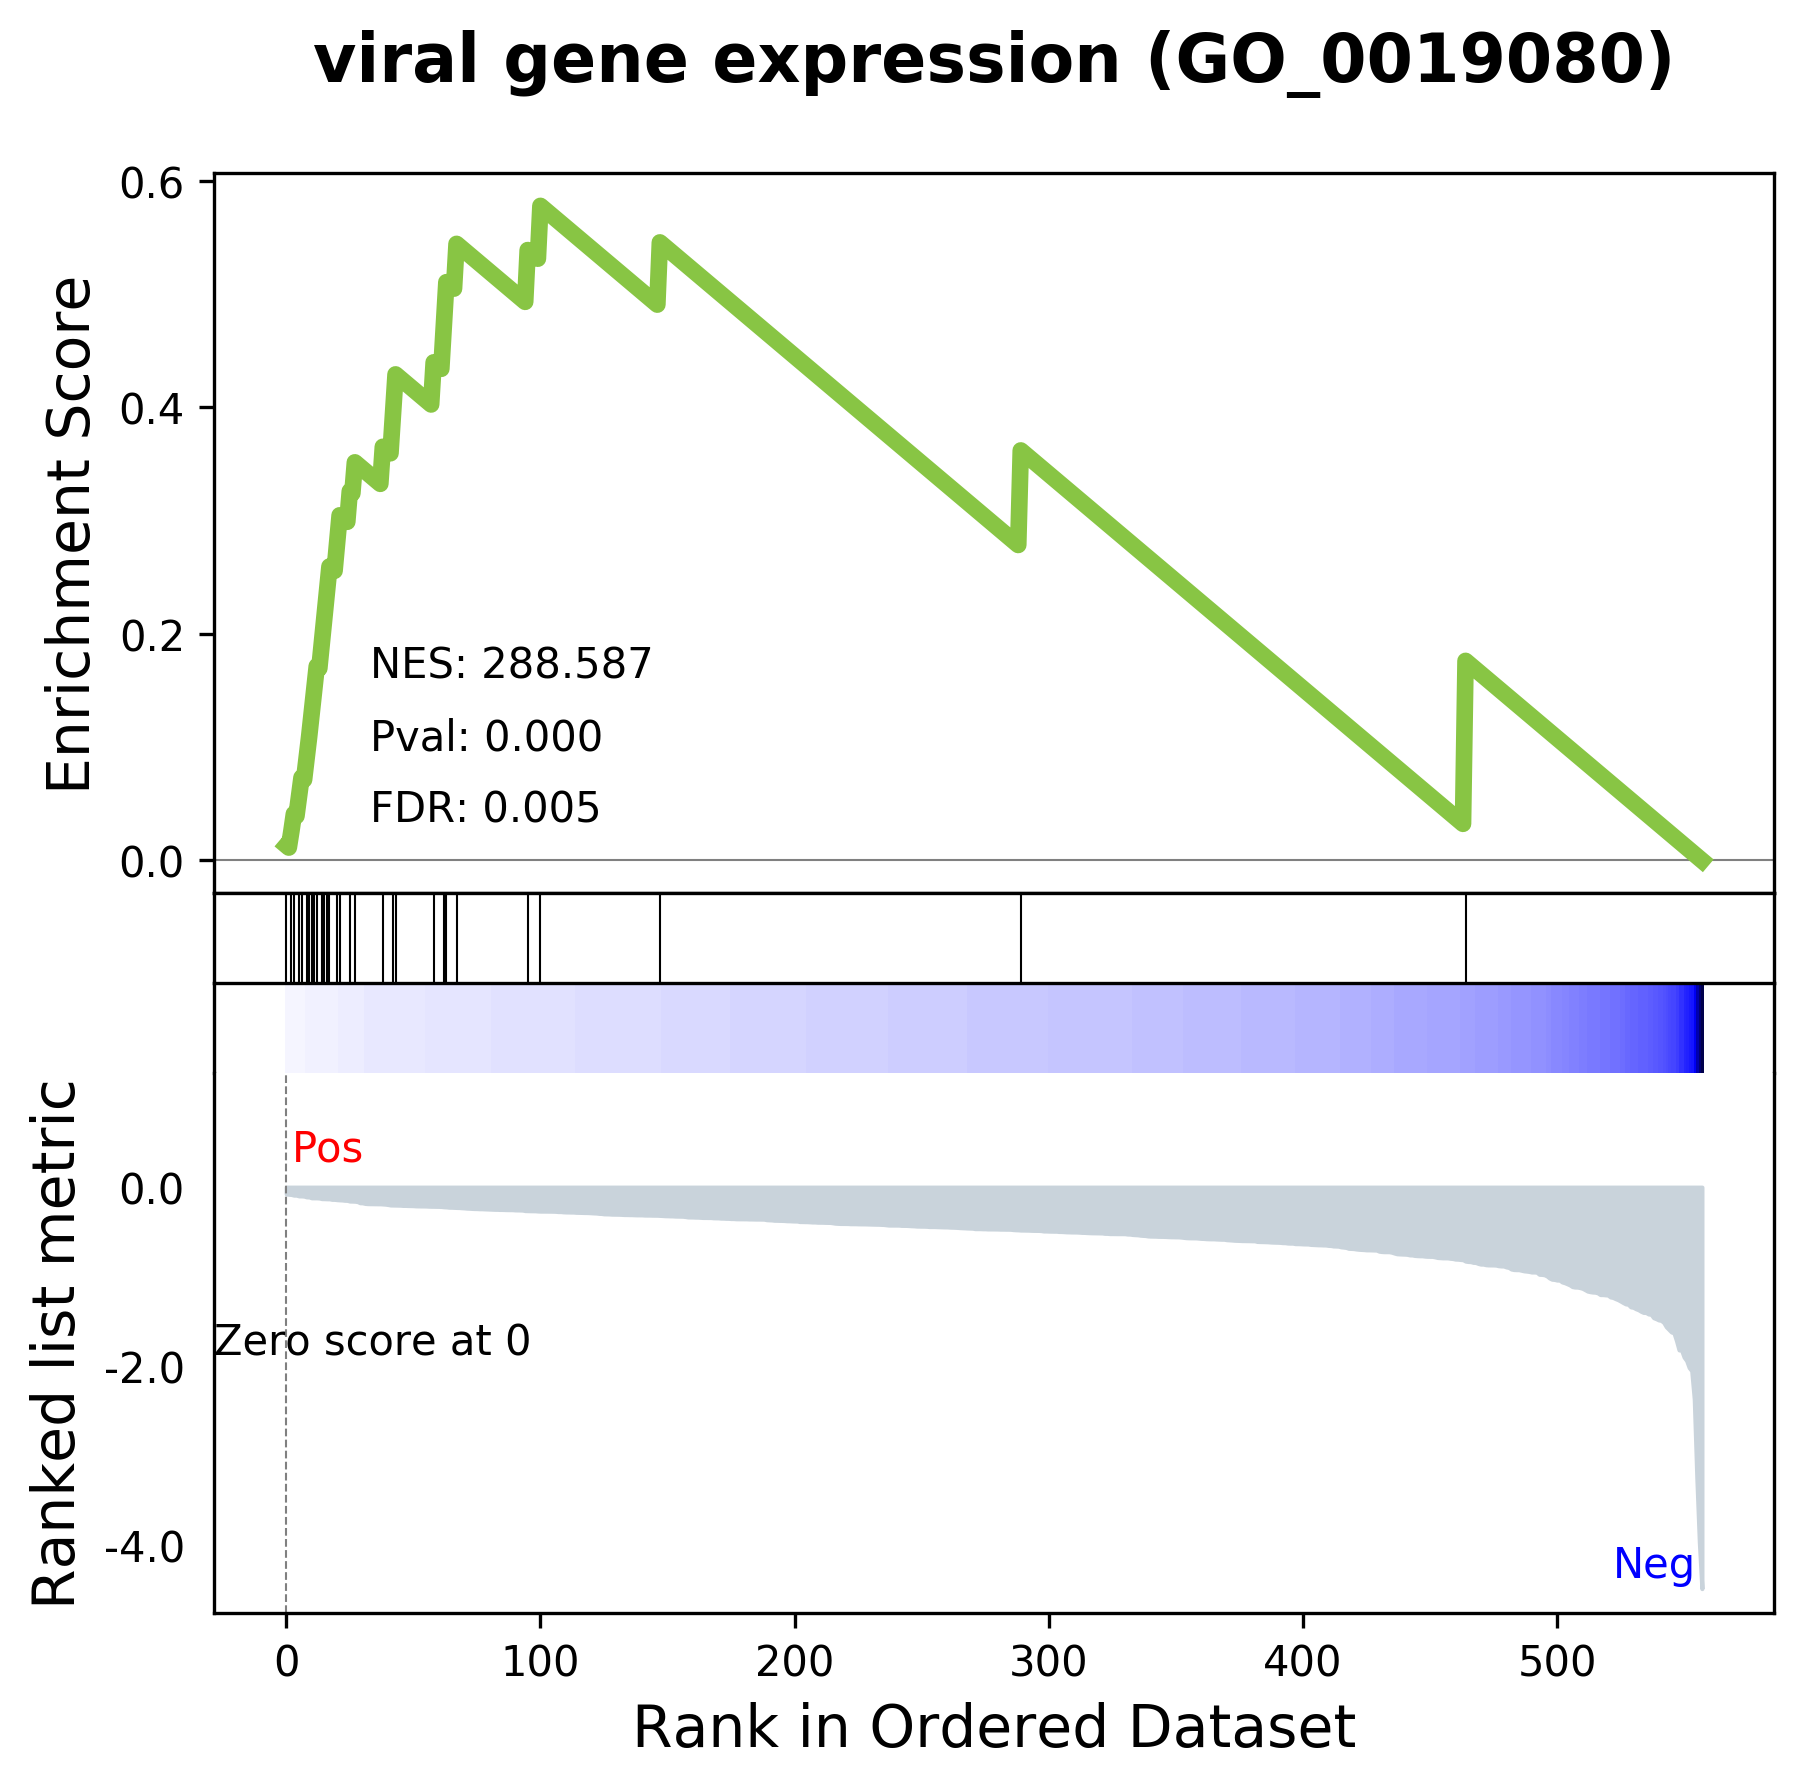 viral gene expression (GO_0019080)
Enrichment Score
0.6
0.4
0.2
0.0
NES: 288.587
Pval: 0.000
FDR: 0.005
Ranked list metric
Pos
0.0
Zero score at 0
-2.0
-4.0
Neg
0 100 200 300 400 500
Rank in Ordered Dataset